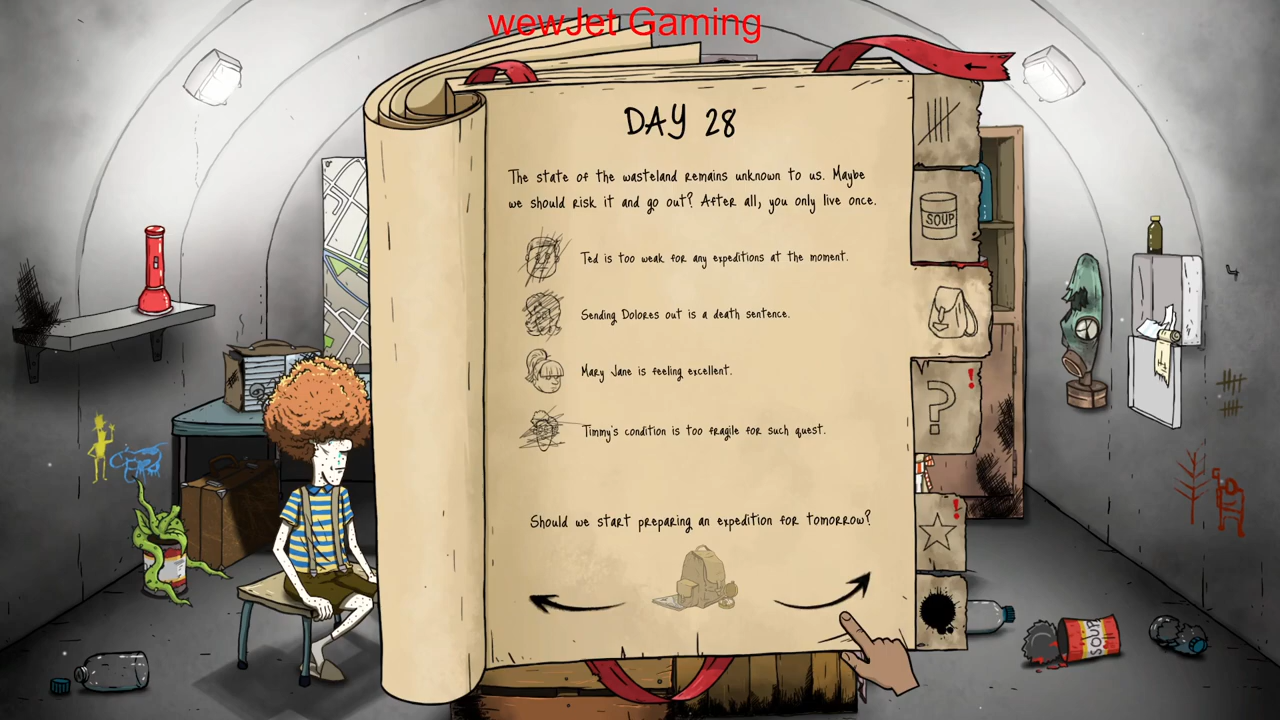 wewJet Gaming
DAY 28
The state of the wasteland remains unknown to us. Maybe
we should risk it and go out? After all, you only live once.
Ted is too weak for any expeditions at the moment.
Sending Dolores out is a death sentence.
Mary Jane is feeling excellent.
Timmy's condition is too fragile for such quest.
Should we start preparing an expedition for tomorrow?
SOUP
?
!
!
SOUP